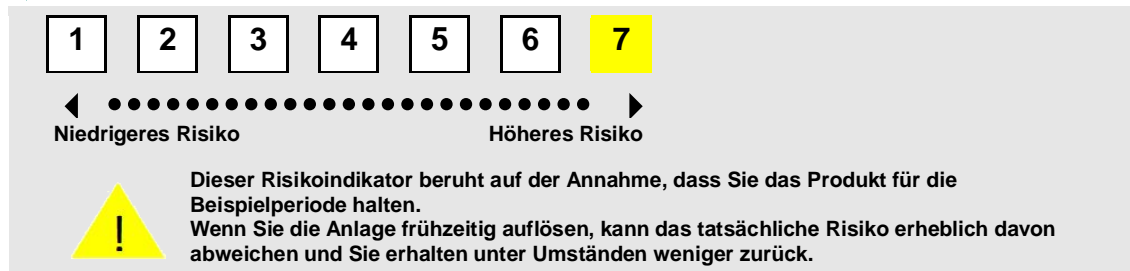 1 2 3 4 5 6 7
Niedrigeres Risiko Höheres Risiko
!
Dieser Risikoindikator beruht auf der Annahme, dass Sie das Produkt für die
Beispielperiode halten.
Wenn Sie die Anlage frühzeitig auflösen, kann das tatsächliche Risiko erheblich davon
abweichen und Sie erhalten unter Umständen weniger zurück.